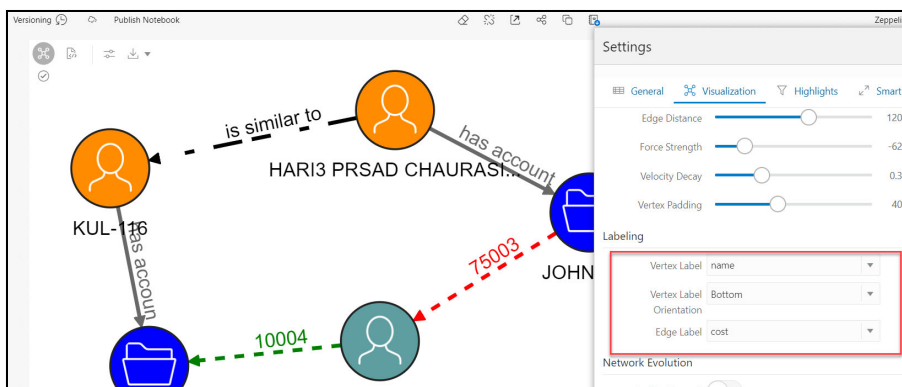 Versioning
Publish Notebook
Zeppeli
Settings
General
Visualization
Highlights
Smart
Edge Distance
120
Force Strength
-62
Velocity Decay
0.3
Vertex Padding
40
Labeling
Vertex Label
name
Vertex Label Orientation
Bottom
Edge Label
cost
Network Evolution
is similar to
HARI3 PRSAD CHAURASI...
has account
KUL-116
has accoun
75003
JOHN
10004